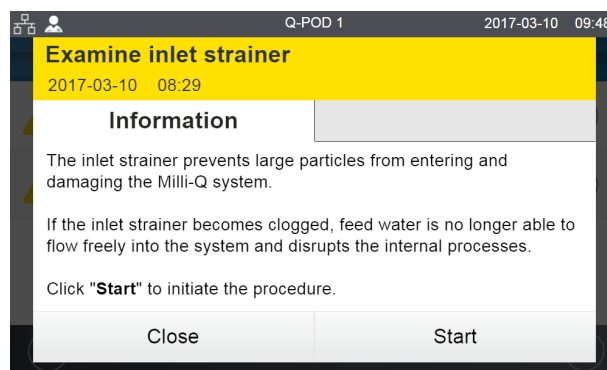 Q-POD 1 2017-03-10 09:48
Examine inlet strainer
2017-03-10 08:29
Information
The inlet strainer prevents large particles from entering and
damaging the Milli-Q system.
If the inlet strainer becomes clogged, feed water is no longer able to
flow freely into the system and disrupts the internal processes.
Click "Start" to initiate the procedure.
Close Start